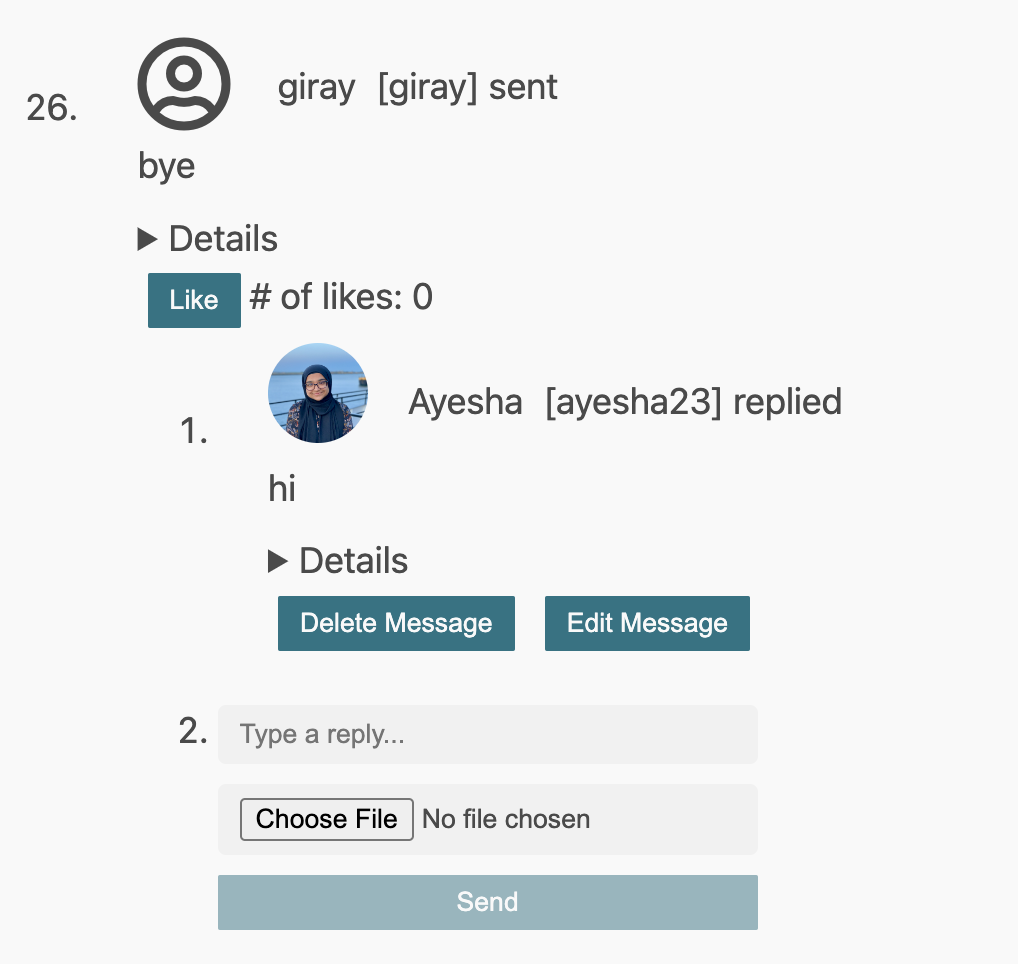 26. giray [giray] sent
bye
Details
Like # of likes: 0
1. Ayesha [ayesha23] replied
hi
Details
Delete Message Edit Message
2. Type a reply...
Choose File No file chosen
Send